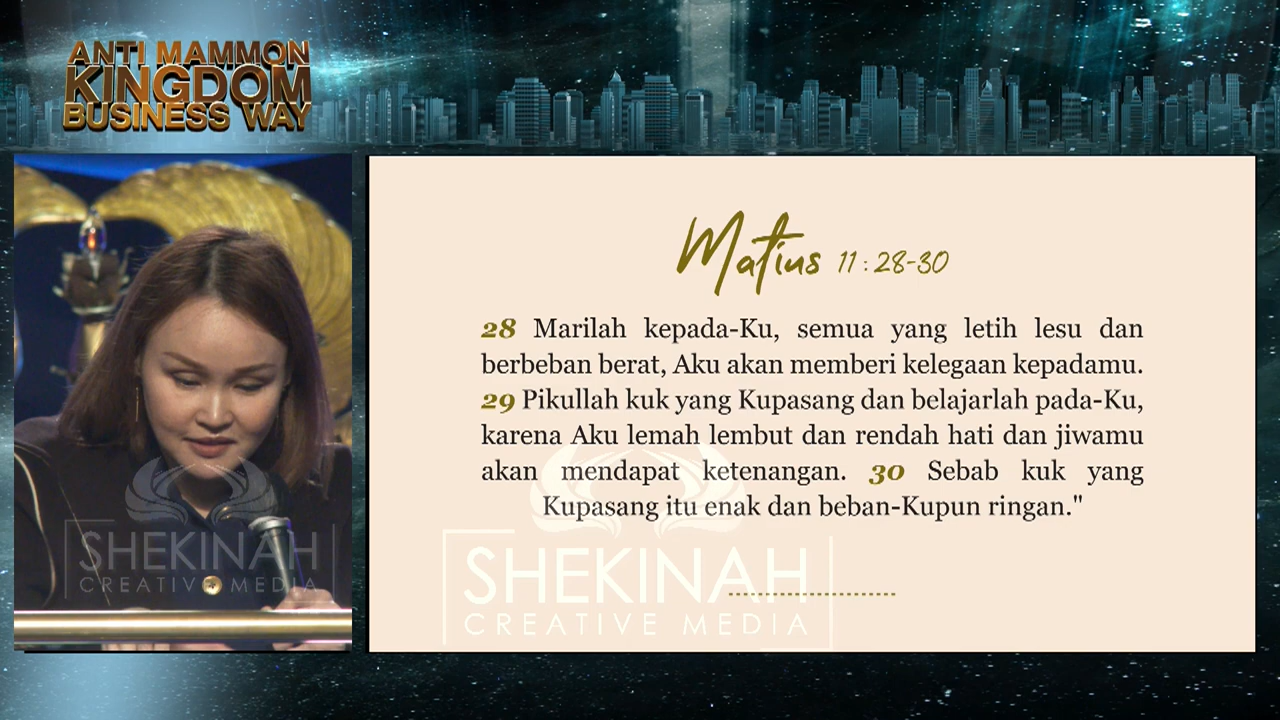 ANTI MAMMON
KINGDOM
BUSINESS WAY
Matius 11 : 28-30
28 Marilah kepada-Ku, semua yang letih lesu dan
berbeban berat, Aku akan memberi kelegaan kepadamu.
29 Pikullah kuk yang Kupasang dan belajarlah pada-Ku,
karena Aku lemah lembut dan rendah hati dan jiwamu
akan mendapat ketenangan. 30 Sebab kuk yang
Kupasang itu enak dan beban-Kupun ringan."
SHEKINAH
CREATIVE MEDIA
SHEKINAH
CREATIVE MEDIA